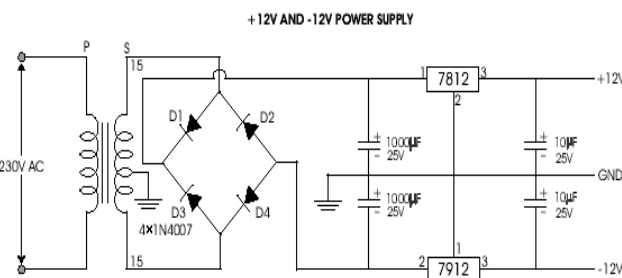 +12V AND -12V POWER SUPPLY
P S
15
1 7812 3
2
+12V
D1 D2
1000µF
25V
10µF
25V
230V AC
GND
D3 D4
4×1N4007
1000µF
25V
10µF
25V
15
1
2 7912 3
-12V